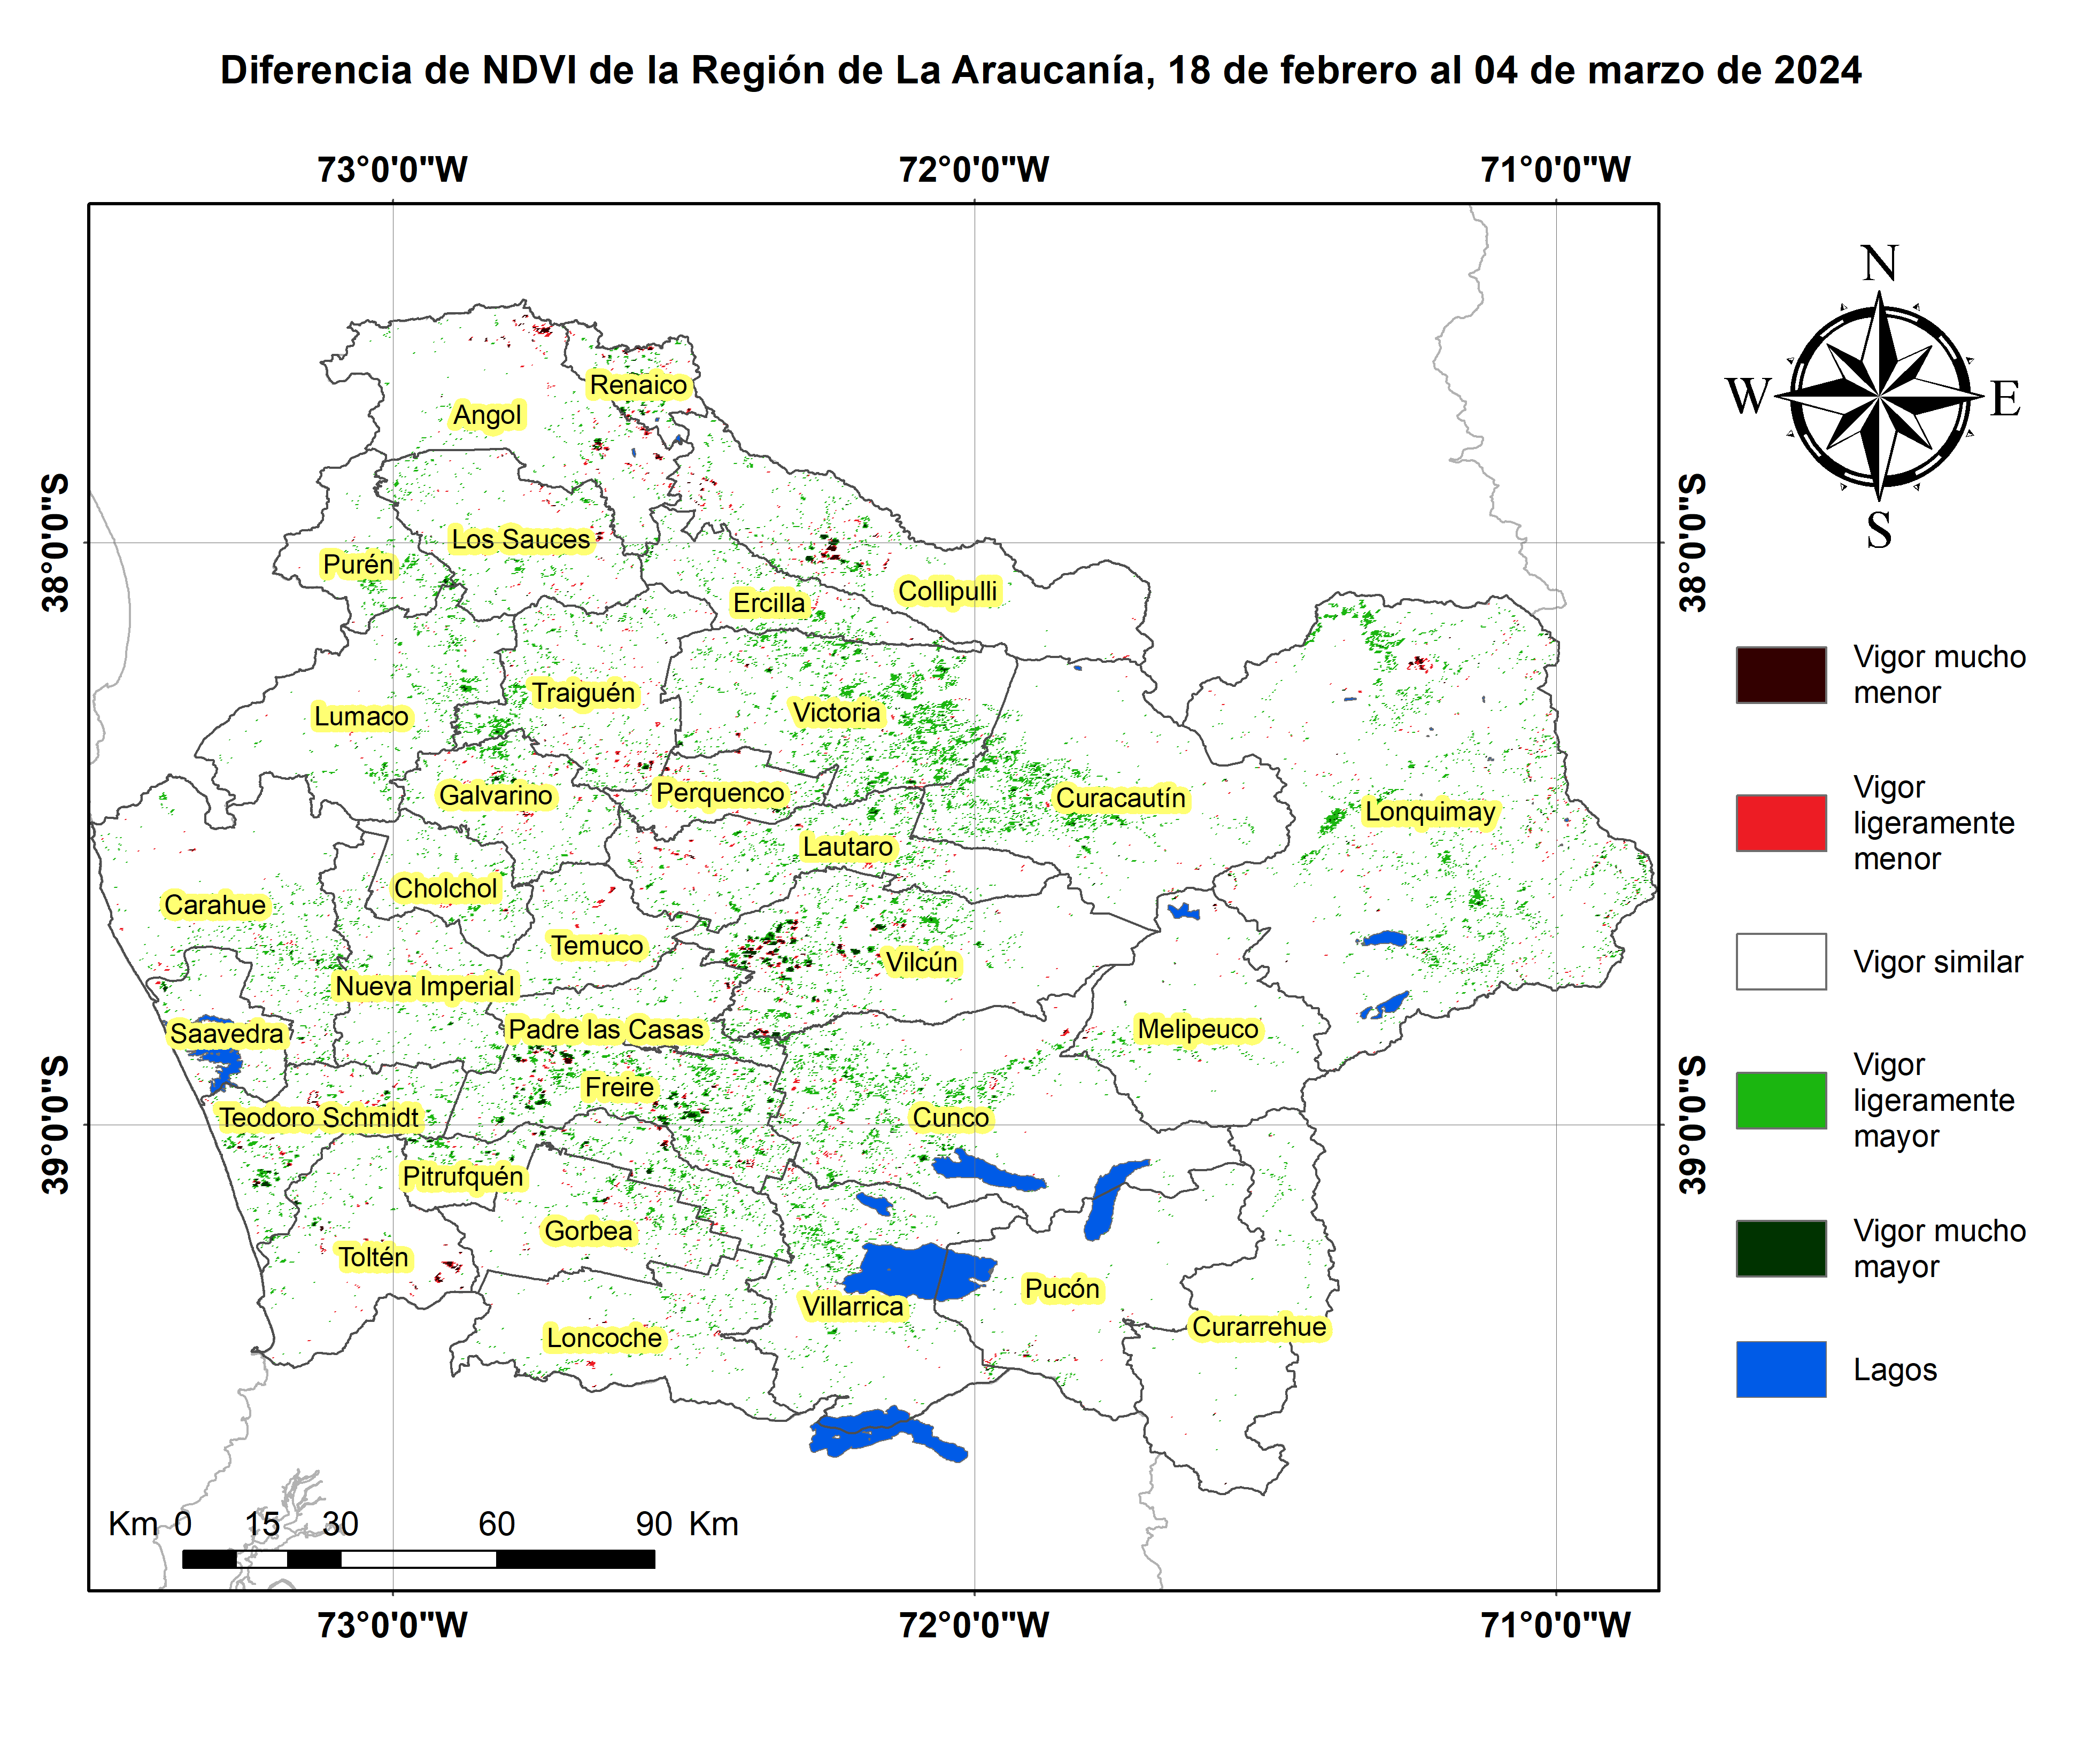 Diferencia de NDVI de la Región de La Araucanía, 18 de febrero al 04 de marzo de 2024
73°0'0"W
72°0'0"W
71°0'0"W
N
W
E
S
38°0'0"S
38°0'0"S
39°0'0"S
39°0'0"S
Renaico
Angol
Los Sauces
Purén
Collipulli
Ercilla
Traiguén
Victoria
Lumaco
Galvarino
Perquenco
Curacautín
Lonquimay
Lautaro
Cholchol
Carahue
Temuco
Vilcún
Nueva Imperial
Saavedra
Padre las Casas
Melipeuco
Freire
Teodoro Schmidt
Cunco
Pitrufquén
Gorbea
Toltén
Pucón
Villarrica
Curarrehue
Loncoche
Vigor mucho
menor
Vigor
ligeramente
menor
Vigor similar
Vigor
ligeramente
mayor
Vigor mucho
mayor
Lagos
Km 0 15 30 60 90 Km
73°0'0"W
72°0'0"W
71°0'0"W